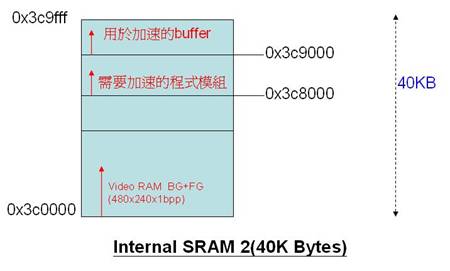 0x3c9fff
用於加速的buffer
0x3c9000
需要加速的程式模組
0x3c8000
40KB
Video RAM BG+FG
(480x240x1bpp)
0x3c0000
Internal SRAM 2(40K Bytes)